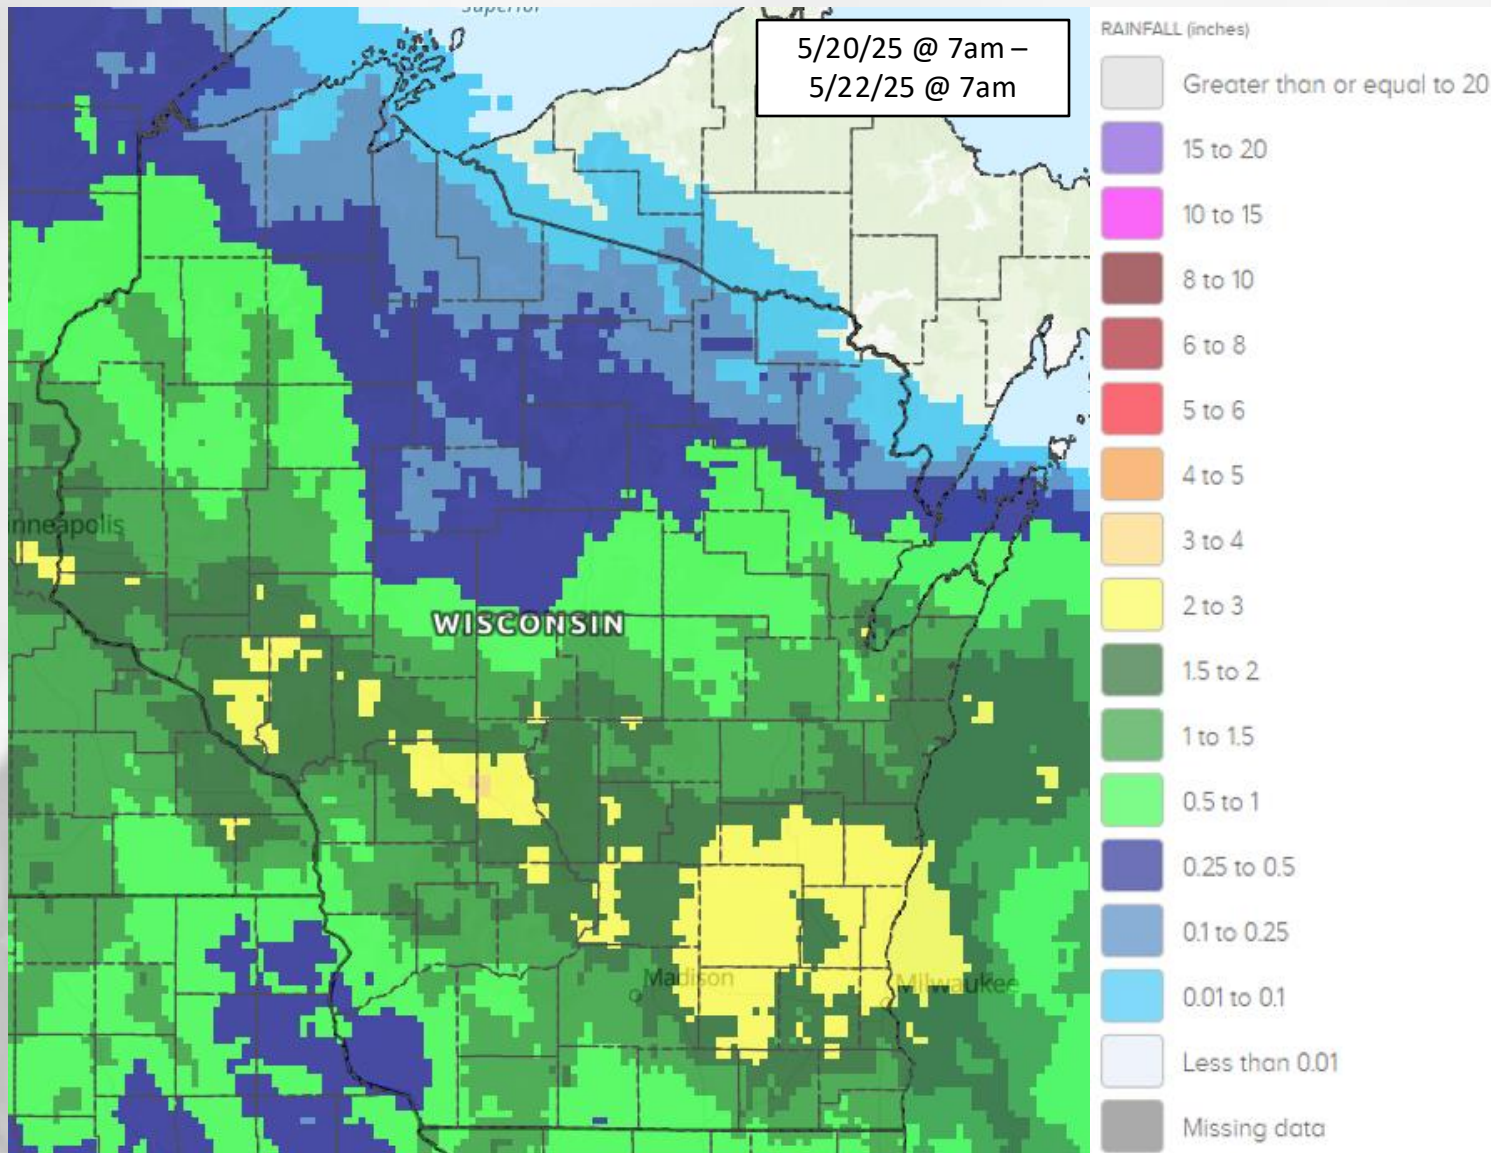 Superior
5/20/25 @ 7am –
5/22/25 @ 7am
inneapolis
WISCONSIN
Madison
Milwaukee
RAINFALL (inches)
Greater than or equal to 20
15 to 20
10 to 15
8 to 10
6 to 8
5 to 6
4 to 5
3 to 4
2 to 3
1.5 to 2
1 to 1.5
0.5 to 1
0.25 to 0.5
0.1 to 0.25
0.01 to 0.1
Less than 0.01
Missing data